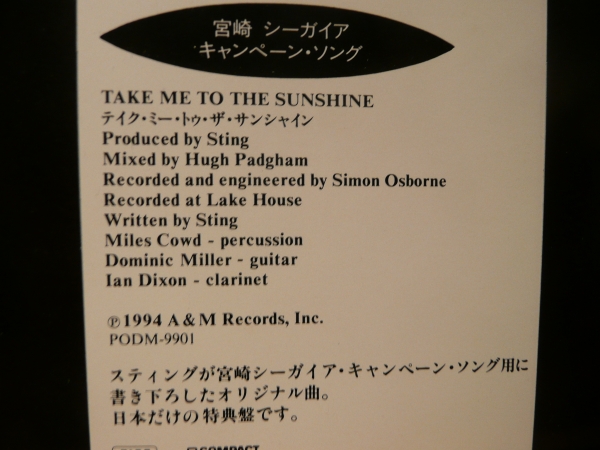 宮崎 シーガイア
キャンペーン・ソング
TAKE ME TO THE SUNSHINE
テイク・ミー・トゥ・ザ・サンシャイン
Produced by Sting
Mixed by Hugh Padgham
Recorded and engineered by Simon Osborne
Recorded at Lake House
Written by Sting
Miles Cowd - percussion
Dominic Miller - guitar
Ian Dixon - clarinet
Ⓟ1994 A & M Records, Inc.
PODM-9901
スティングが宮崎シーガイア・キャンペーン・ソング用に
書き下ろしたオリジナル曲。
日本だけの特典盤です。
COMPACT